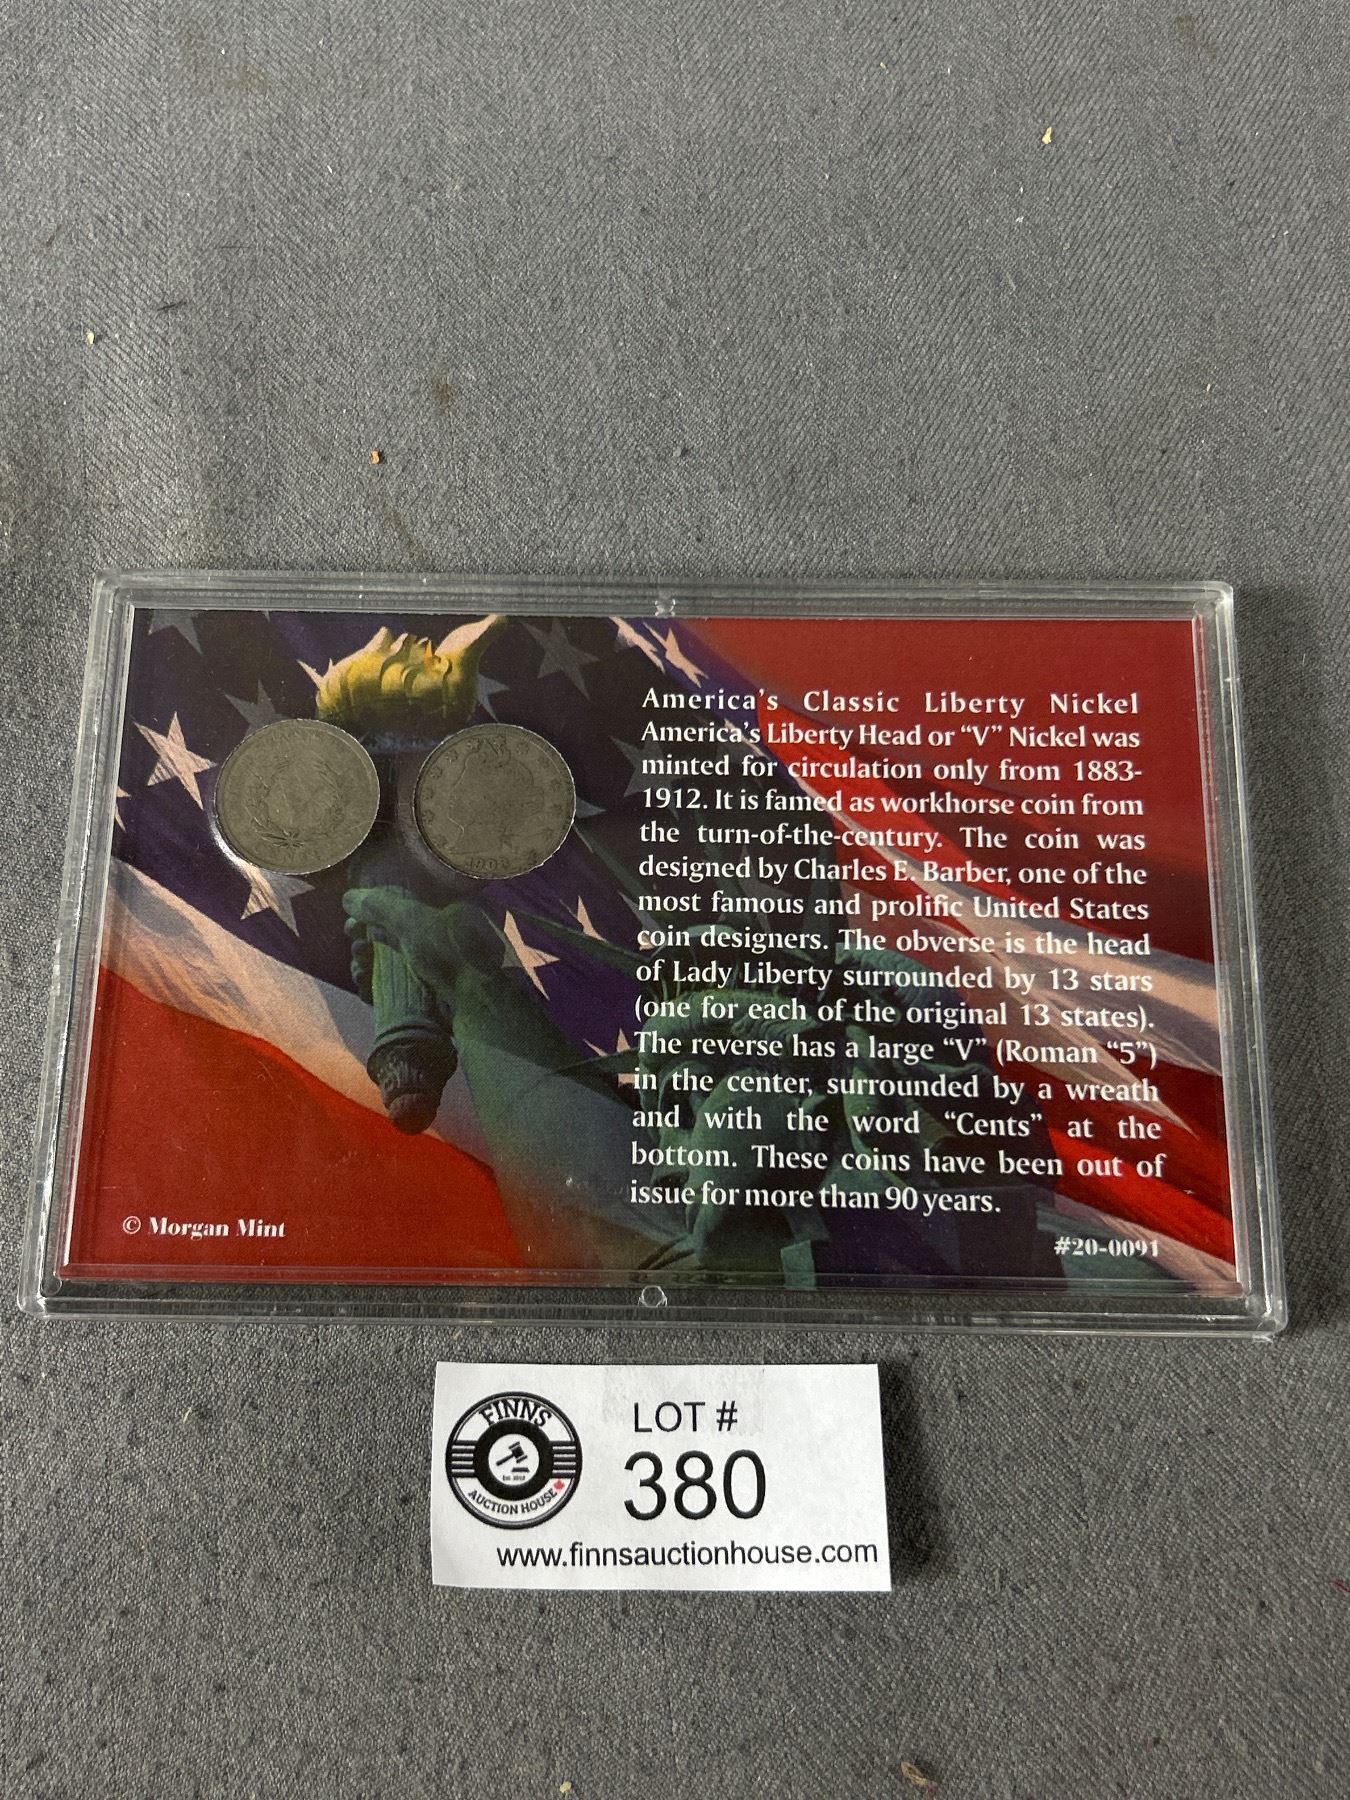 America's Classic Liberty Nickel
America's Liberty Head or “V” Nickel was
minted for circulation only from 1883-
1912. It is famed as workhorse coin from
the turn-of-the-century. The coin was
designed by Charles E. Barber, one of the
most famous and prolific United States
coin designers. The obverse is the head
of Lady Liberty surrounded by 13 stars
(one for each of the original 13 states).
The reverse has a large “V” (Roman “5”)
in the center, surrounded by a wreath
and with the word “Cents” at the
bottom. These coins have been out of
issue for more than 90 years.
© Morgan Mint
#20-0091
FINNS
AUCTION HOUSE
LOT #
380
www.finnsauctionhouse.com